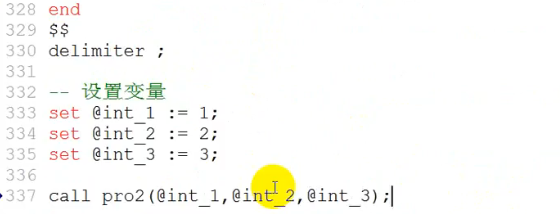 328 end
329 $$
330 delimiter ;
331
332 -- 设置变量
333 set @int_1 := 1;
334 set @int_2 := 2;
335 set @int_3 := 3;
336
337 call pro2(@int_1,@int_2,@int_3);